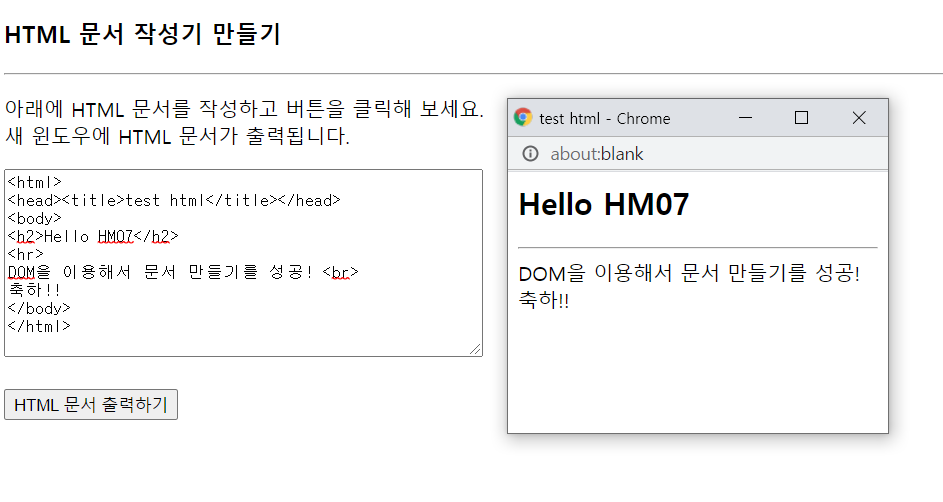 HTML 문서 작성기 만들기
아래에 HTML 문서를 작성하고 버튼을 클릭해 보세요.
새 윈도우에 HTML 문서가 출력됩니다.
<html>
<head><title>test html</title></head>
<body>
<h2>Hello HM07</h2>
<hr>
DOM을 이용해서 문서 만들기를 성공! <br>
축하!!
</body>
</html>
HTML 문서 출력하기
test html - Chrome
about:blank
Hello HM07
DOM을 이용해서 문서 만들기를 성공!
축하!!